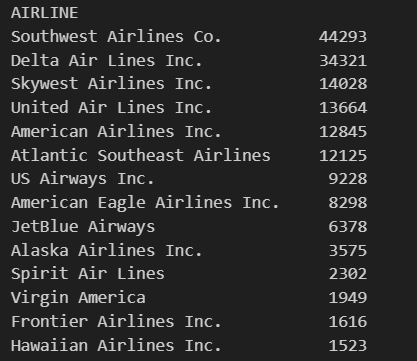 AIRLINE
Southwest Airlines Co. 44293
Delta Air Lines Inc. 34321
Skywest Airlines Inc. 14028
United Air Lines Inc. 13664
American Airlines Inc. 12845
Atlantic Southeast Airlines 12125
US Airways Inc. 9228
American Eagle Airlines Inc. 8298
JetBlue Airways 6378
Alaska Airlines Inc. 3575
Spirit Air Lines 2302
Virgin America 1949
Frontier Airlines Inc. 1616
Hawaiian Airlines Inc. 1523